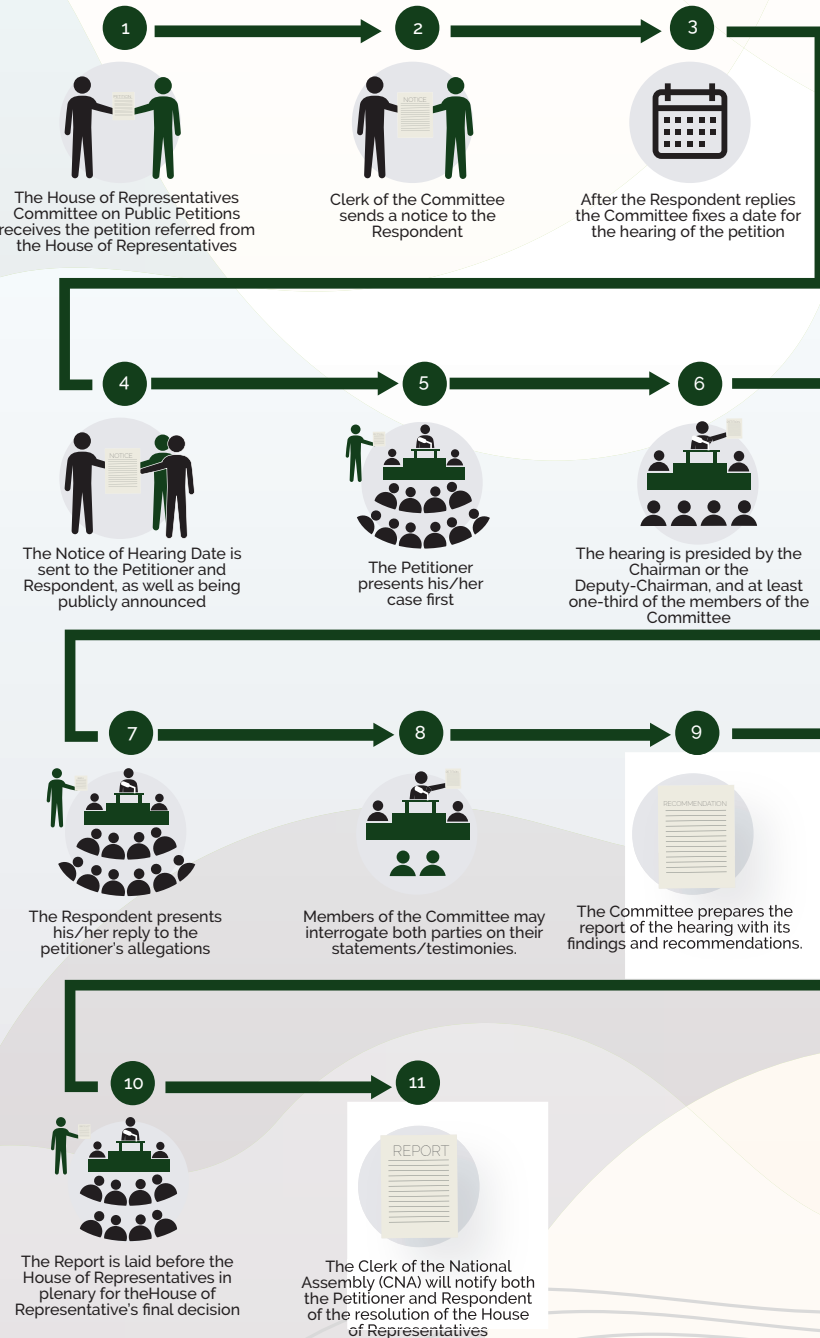 1
2
3
NOTICE
The House of Representatives
Committee on Public Petitions
receives the petition referred from
the House of Representatives
Clerk of the Committee
sends a notice to the
Respondent
After the Respondent replies
the Committee fixes a date for
the hearing of the petition
4
5
6
NOTICE
The Notice of Hearing Date is
sent to the Petitioner and
Respondent, as well as being
publicly announced
The Petitioner
presents his/her
case first
The hearing is presided by the
Chairman or the
Deputy-Chairman, and at least
one-third of the members of the
Committee
7
8
9
RECOMMENDATION
The Respondent presents
his/her reply to the
petitioner's allegations
Members of the Committee may
interrogate both parties on their
statements/testimonies.
The Committee prepares the
report of the hearing with its
findings and recommendations.
10
11
REPORT
The Report is laid before the
House of Representatives in
plenary for theHouse of
Representative's final decision
The Clerk of the National
Assembly (CNA) will notify both
the Petitioner and Respondent
of the resolution of the House
of Representatives